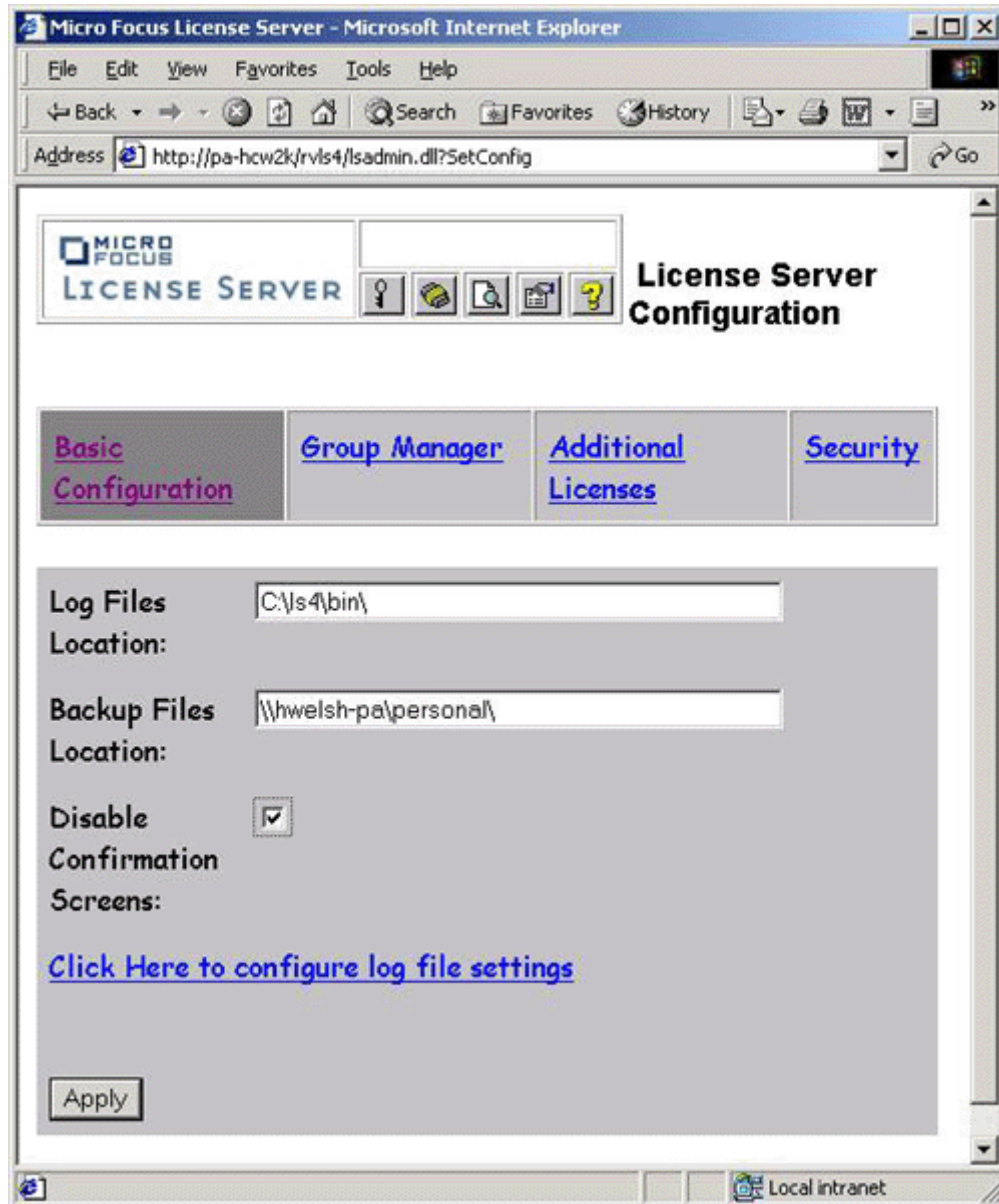 Micro Focus License Server - Microsoft Internet Explorer
File Edit View Favorites Tools Help
Back Search Favorites History
Address http://pa-hcw2k/rvls4/lsadmin.dll?SetConfig Go
MICRO
FOCUS
LICENSE SERVER
License Server
Configuration
Basic
Configuration
Group Manager
Additional
Licenses
Security
Log Files
Location:
C:\ls4\bin\
Backup Files
Location:
\\hwelsh-pa\personal\
Disable
Confirmation
Screens:
Click Here to configure log file settings
Apply
Local intranet